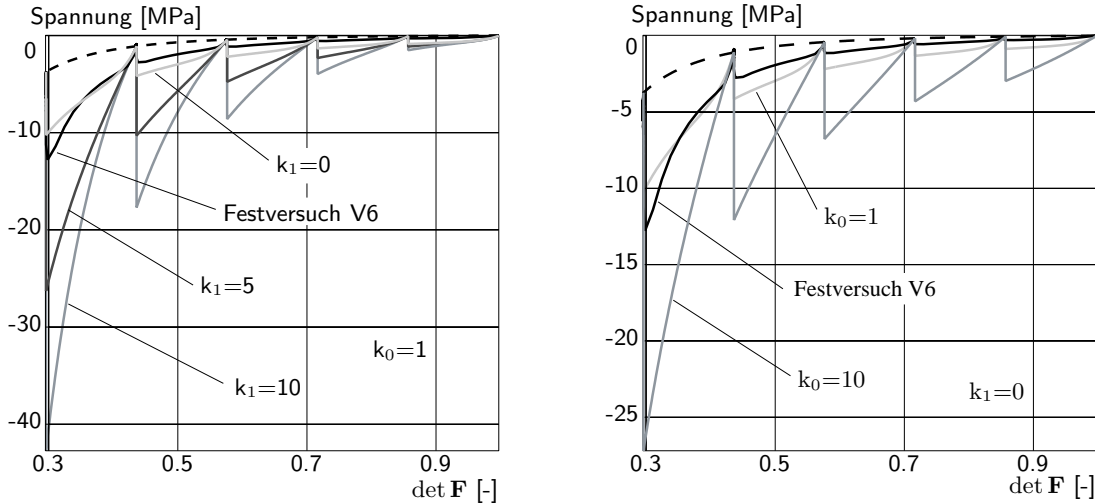 Spannung [MPa]
0
-10
-20
-30
-40
0.3
0.5
0.7
0.9
det F [-]
k₁=0
Festversuch V6
k₁=5
k₀=1
k₁=10
Spannung [MPa]
0
-5
-10
-15
-20
-25
0.3
0.5
0.7
0.9
det F [-]
k₀=1
Festversuch V6
k₀=10
k₁=0